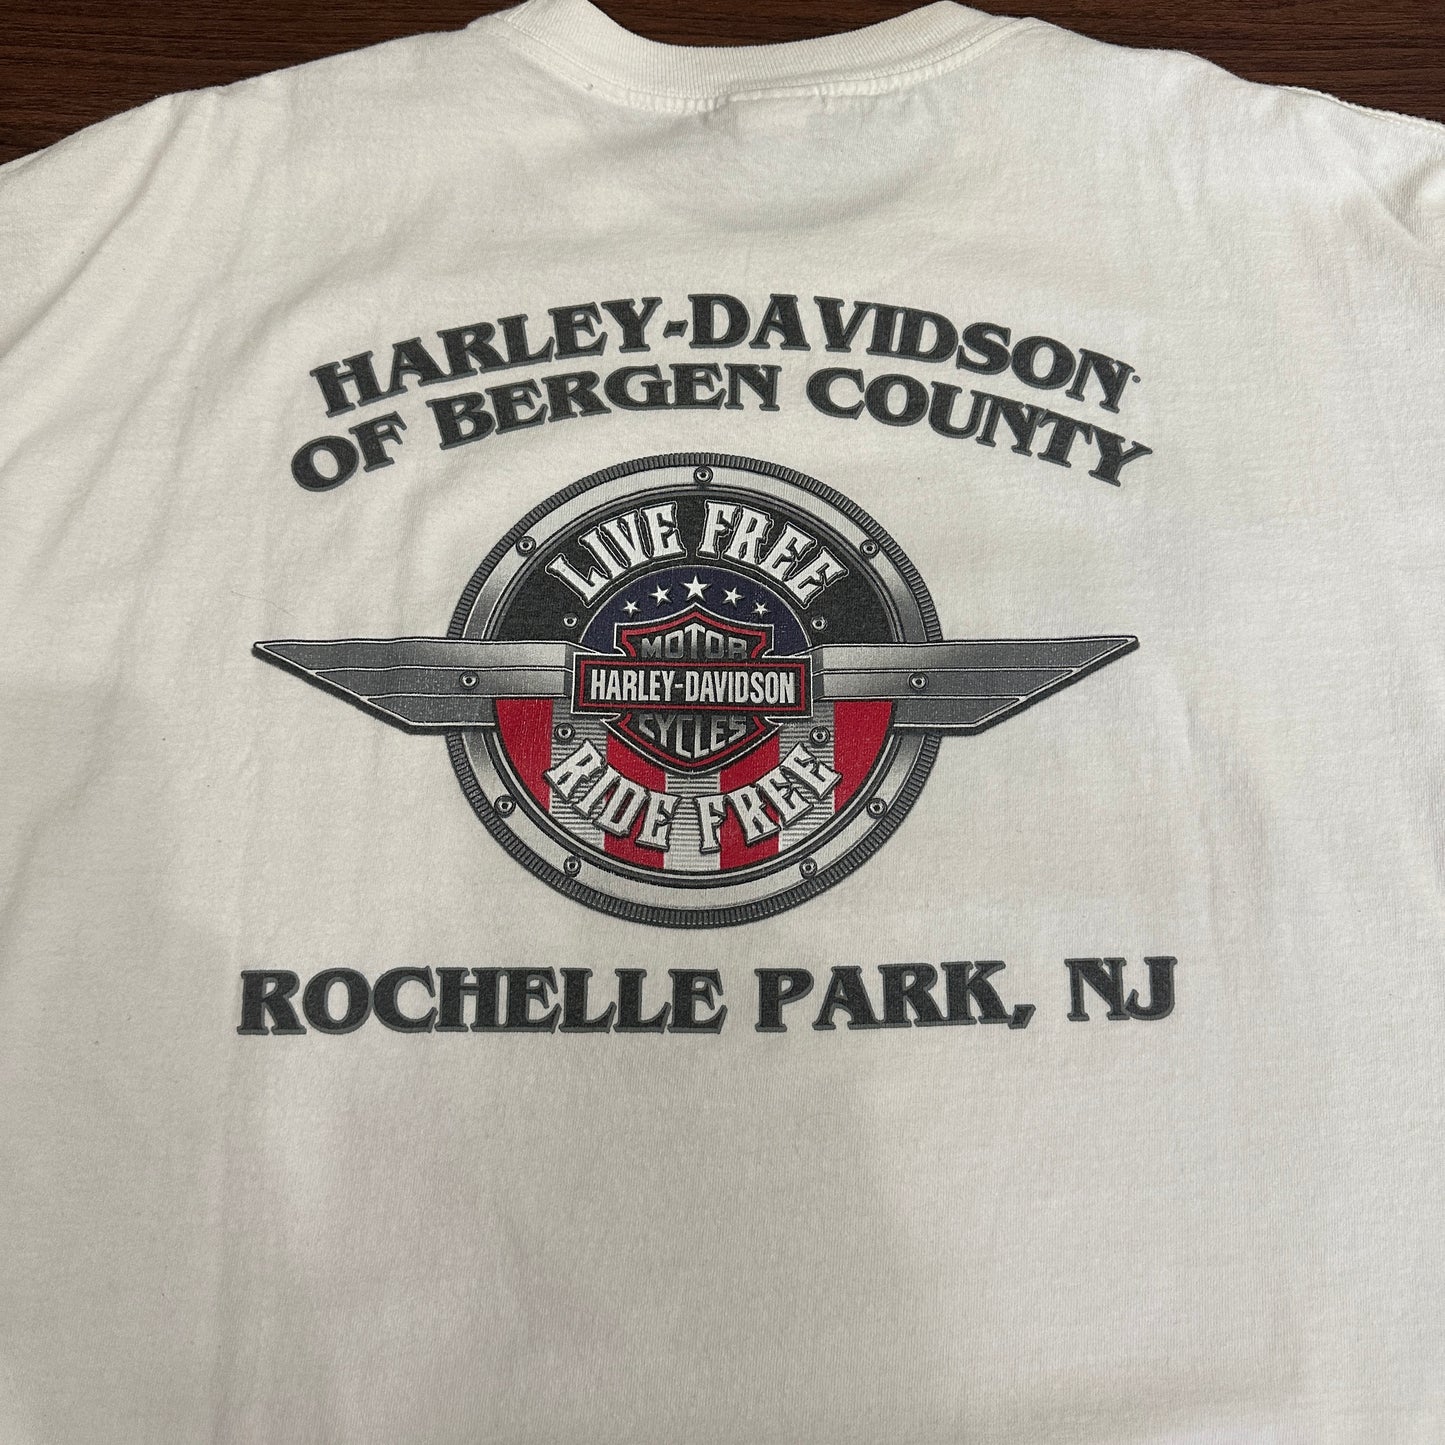 HARLEY-DAVIDSON
OF BERGEN COUNTY
LIVE FREE
MOTOR
HARLEY-DAVIDSON
CYCLES
RIDE FREE
ROCHELLE PARK, NJ